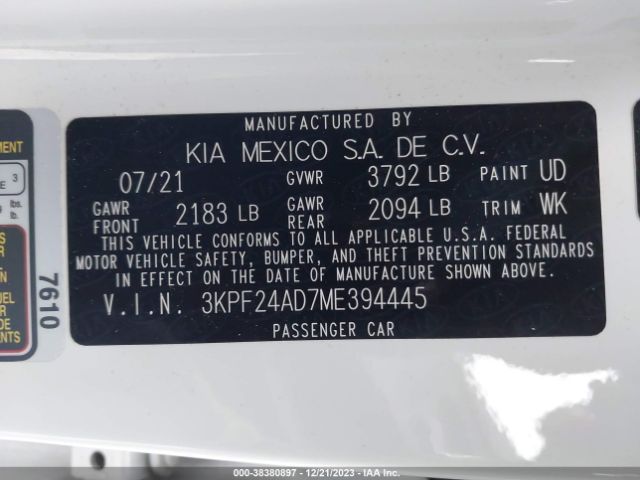 MANUFACTURED BY
KIA MEXICO S.A. DE C.V.
07/21 GVWR 3792 LB PAINT UD
GAWR FRONT 2183 LB GAWR REAR 2094 LB TRIM WK
THIS VEHICLE CONFORMS TO ALL APPLICABLE U.S.A. FEDERAL
MOTOR VEHICLE SAFETY, BUMPER, AND THEFT PREVENTION STANDARDS
IN EFFECT ON THE DATE OF MANUFACTURE SHOWN ABOVE.
V.I.N. 3KPF24AD7ME394445
PASSENGER CAR
7610
3
lbs.
lb.
000-38380897 - 12/21/2023 - IAA Inc.